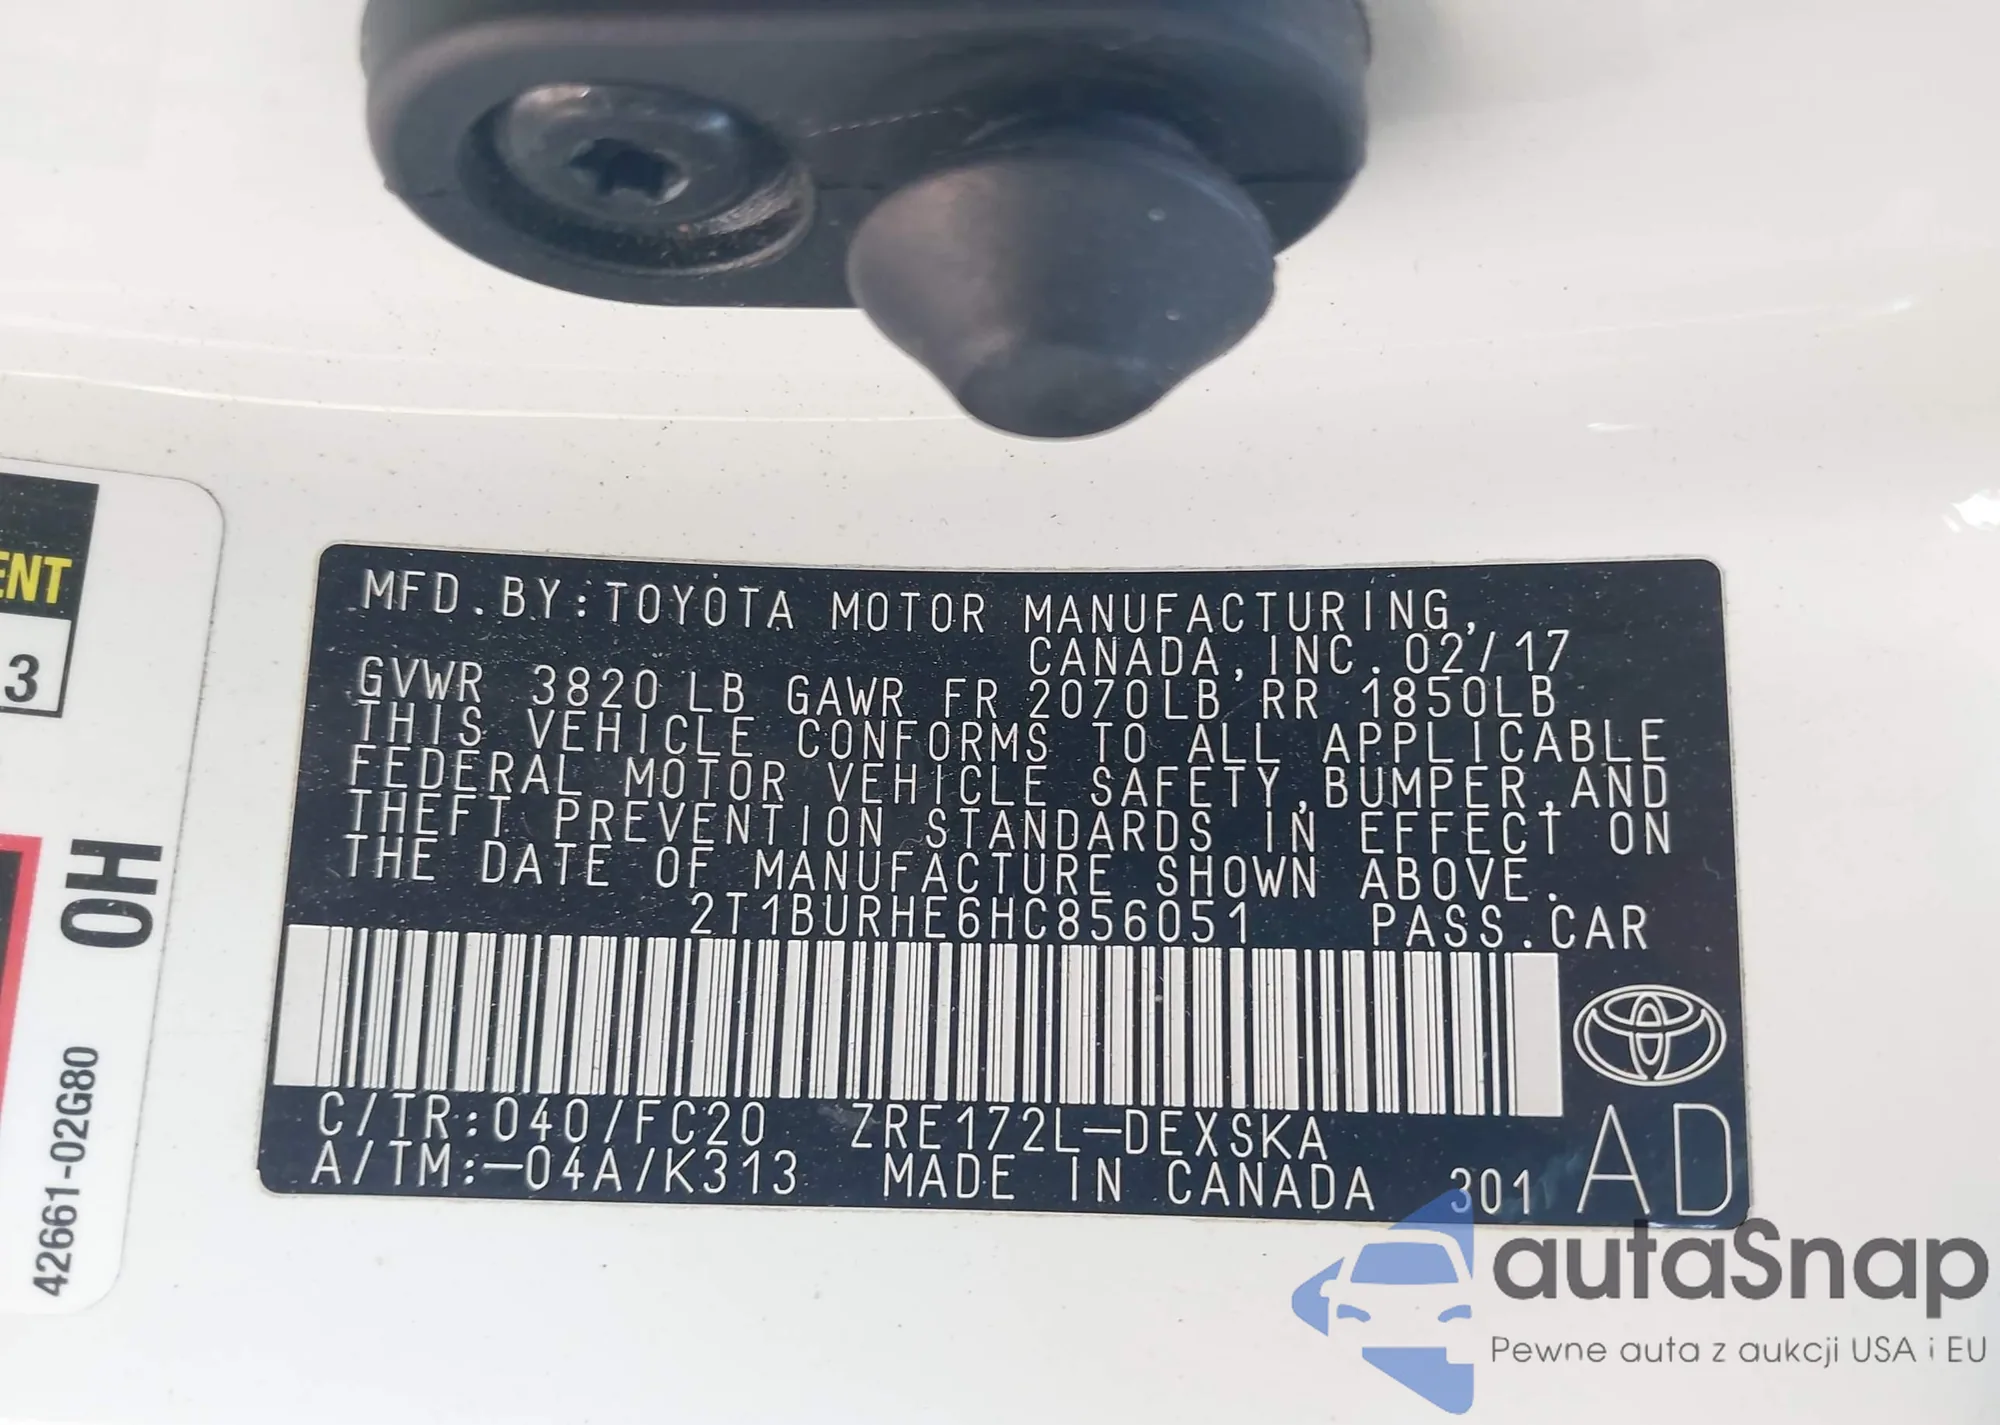 MFD.BY:TOYOTA MOTOR MANUFACTURING,
CANADA,INC. 02/17
GVWR 3820 LB GAWR FR 2070LB RR 1850LB
THIS VEHICLE CONFORMS TO ALL APPLICABLE
FEDERAL MOTOR VEHICLE SAFETY,BUMPER,AND
THEFT PREVENTION STANDARDS IN EFFECT ON
THE DATE OF MANUFACTURE SHOWN ABOVE.
2T1BURHE6HC856051 PASS.CAR
C/TR:040/FC20 ZRE172L-DEXSKA
A/TM:-04A/K313 MADE IN CANADA 301
AD
ENT
3
OH
42661-02G80
autaSnap
Pewne auta z aukcji USA i EU